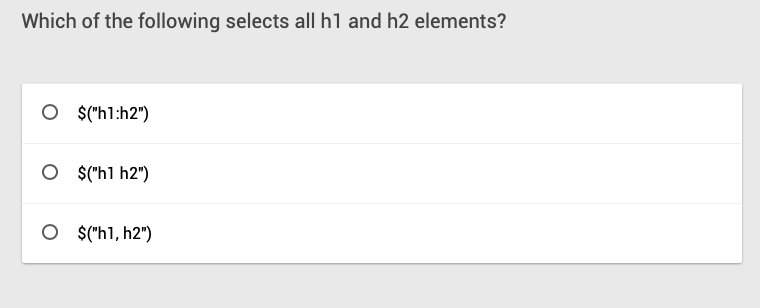 Which of the following selects all h1 and h2 elements?
$("h1:h2")
$("h1 h2")
$("h1, h2")